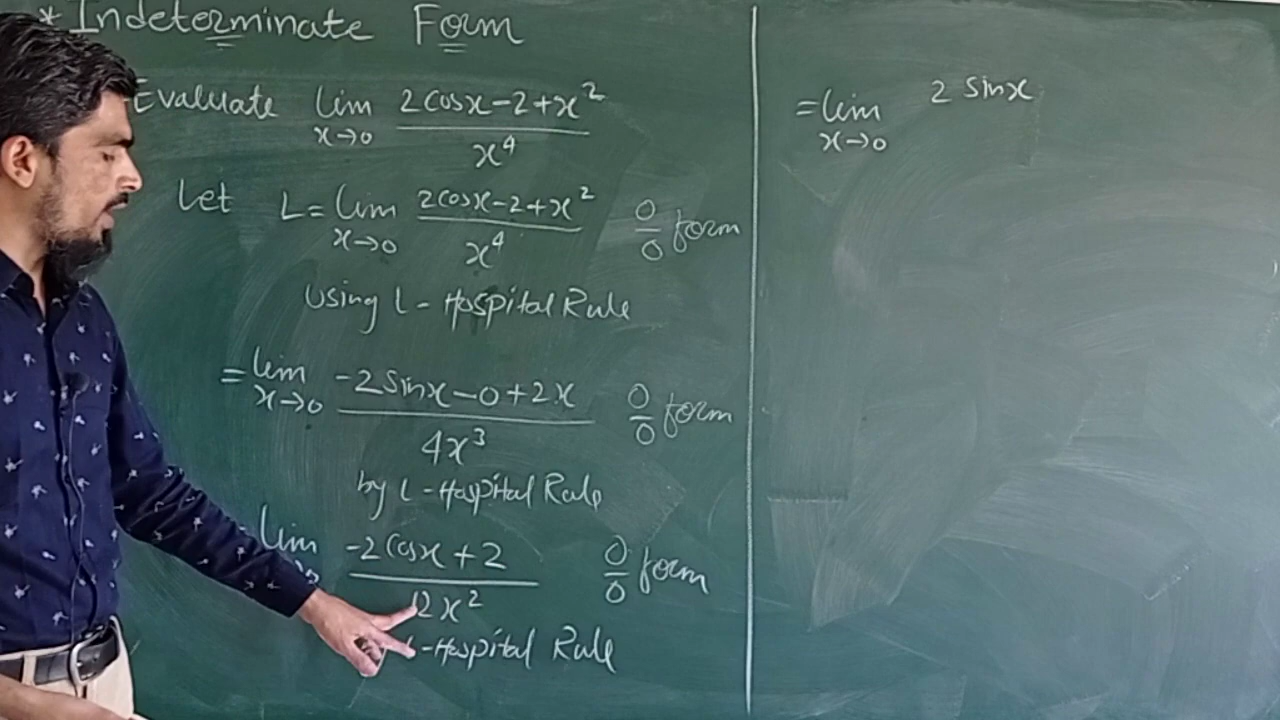 * Indeterminate Form
Evaluate lim x→0 (2cosx-2+x²)/x⁴
Let L = lim x→0 (2cosx-2+x²)/x⁴ 0/0 form
Using L-Hospital Rule
= lim x→0 (-2sinx-0+2x)/4x³ 0/0 form
by L-Hospital Rule
lim (-2cosx+2)/12x² 0/0 form
L-Hospital Rule
= lim x→0 2 sinx